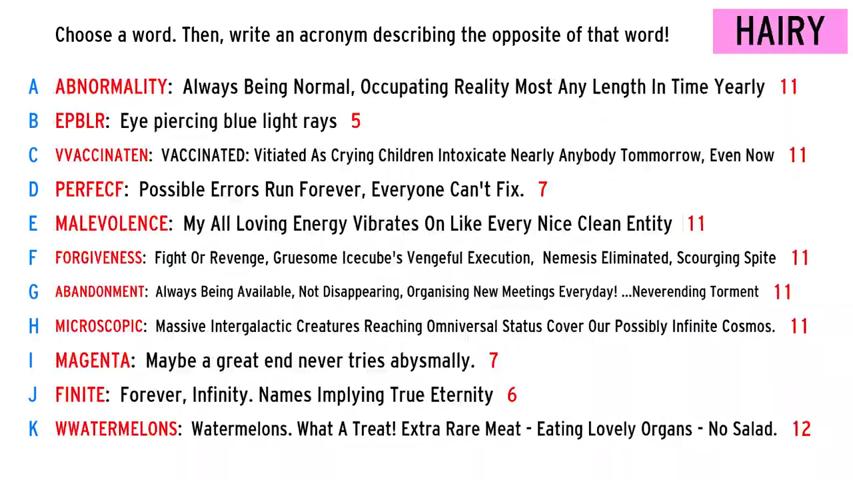 Choose a word. Then, write an acronym describing the opposite of that word!
HAIRY
A ABNORMALITY: Always Being Normal, Occupating Reality Most Any Length In Time Yearly 11
B EPBLR: Eye piercing blue light rays 5
C VVACCINATEN: VACCINATED: Vitiated As Crying Children Intoxicate Nearly Anybody Tommorrow, Even Now 11
D PERFECF: Possible Errors Run Forever, Everyone Can't Fix. 7
E MALEVOLENCE: My All Loving Energy Vibrates On Like Every Nice Clean Entity 11
F FORGIVENESS: Fight Or Revenge, Gruesome Icecube's Vengeful Execution, Nemesis Eliminated, Scourging Spite 11
G ABANDONMENT: Always Being Available, Not Disappearing, Organising New Meetings Everyday! ...Neverending Torment 11
H MICROSCOPIC: Massive Intergalactic Creatures Reaching Omniversal Status Cover Our Possibly Infinite Cosmos. 11
I MAGENTA: Maybe a great end never tries abysmally. 7
J FINITE: Forever, Infinity. Names Implying True Eternity 6
K WWATERMELONS: Watermelons. What A Treat! Extra Rare Meat - Eating Lovely Organs - No Salad. 12